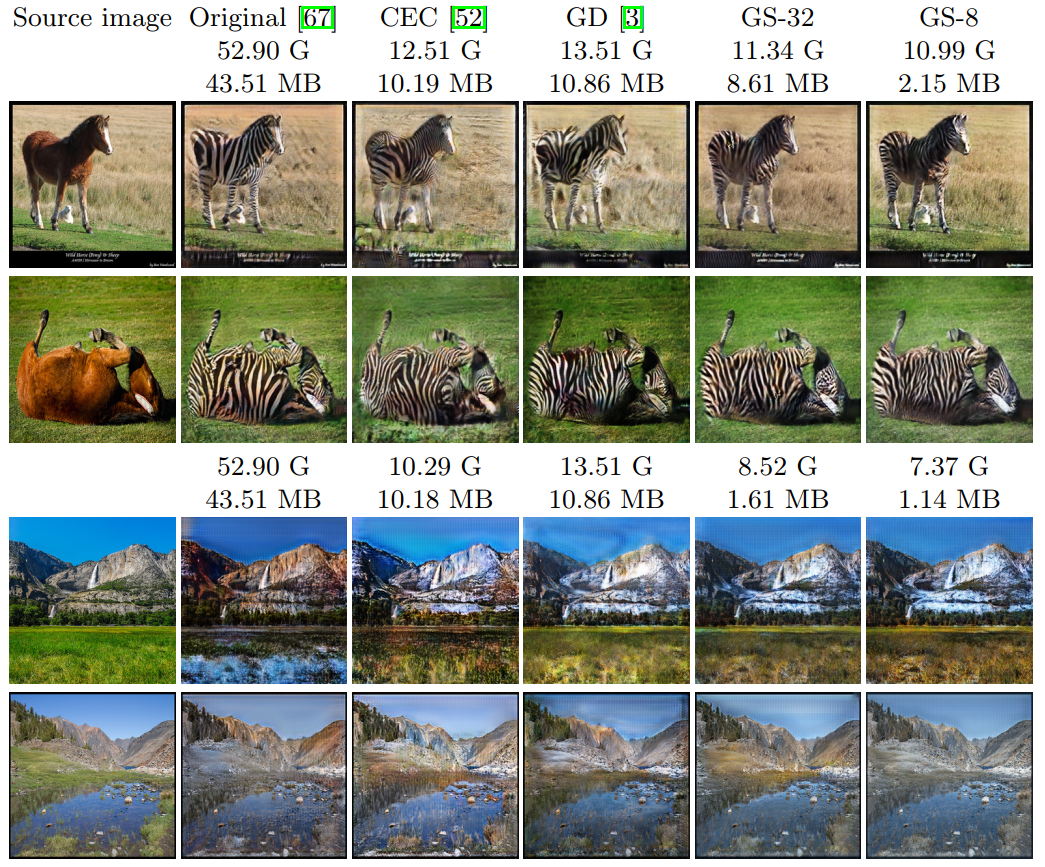 Source image Original [67] CEC [52] GD [3] GS-32 GS-8
52.90 G 12.51 G 13.51 G 11.34 G 10.99 G
43.51 MB 10.19 MB 10.86 MB 8.61 MB 2.15 MB
52.90 G 10.29 G 13.51 G 8.52 G 7.37 G
43.51 MB 10.18 MB 10.86 MB 1.61 MB 1.14 MB